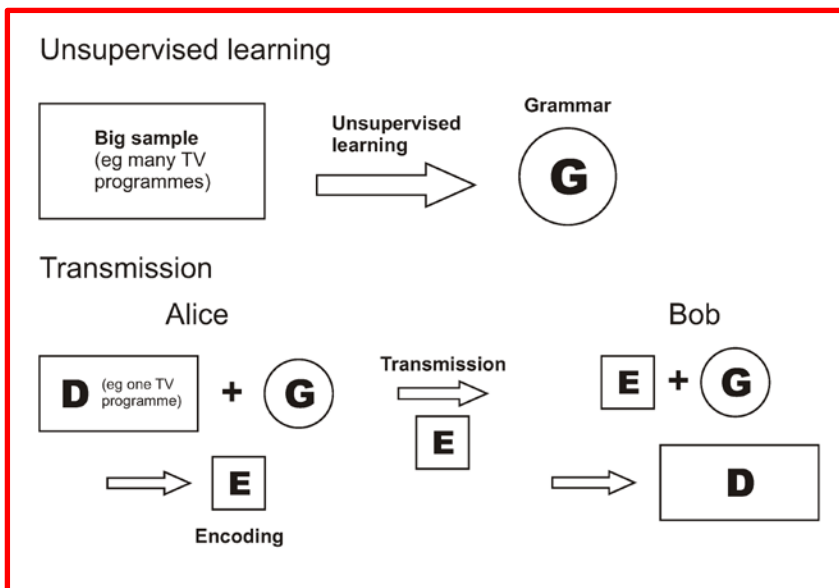 Unsupervised learning
Big sample
(eg many TV
programmes)
Unsupervised
learning
Grammar
G
Transmission
Alice
Bob
D (eg one TV
programme)
+
G
Transmission
E
E + G
E
Encoding
D